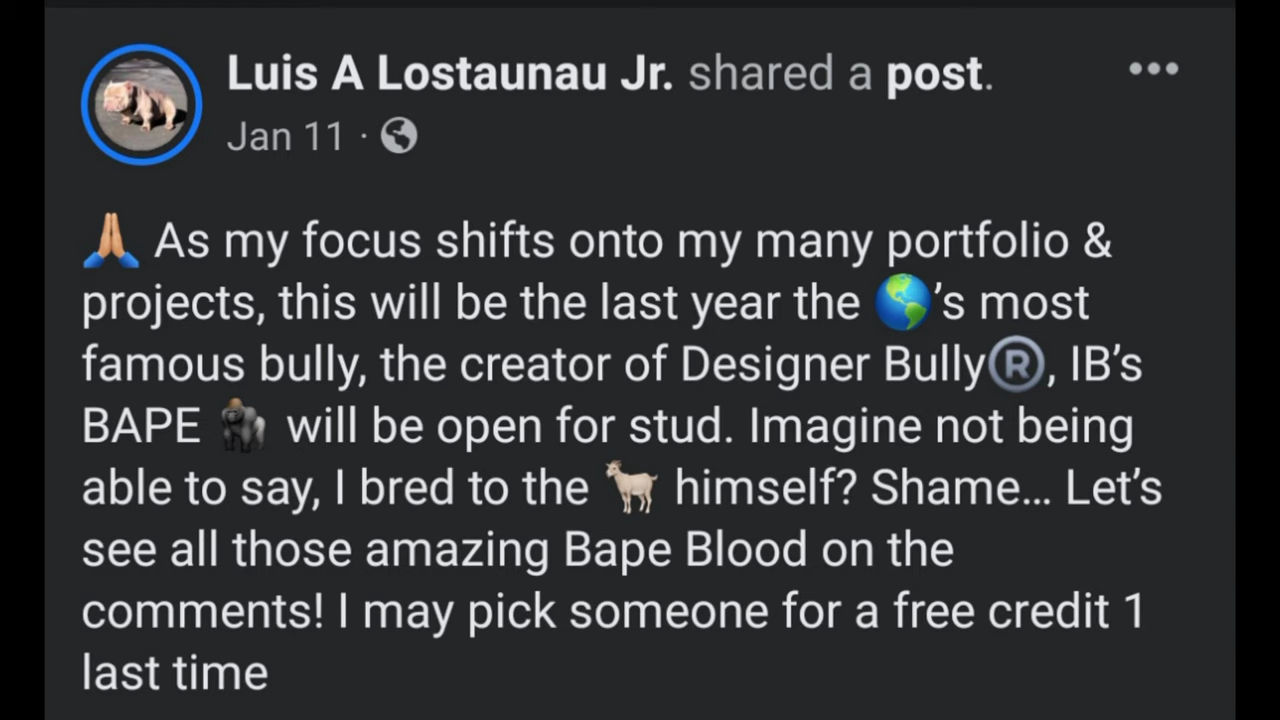 Luis A Lostaunau Jr. shared a post.
Jan 11 ·
🙏🏼 As my focus shifts onto my many portfolio &
projects, this will be the last year the 🌎's most
famous bully, the creator of Designer Bully®️, IB's
BAPE 🦍 will be open for stud. Imagine not being
able to say, I bred to the 🐐 himself? Shame... Let's
see all those amazing Bape Blood on the
comments! I may pick someone for a free credit 1
last time